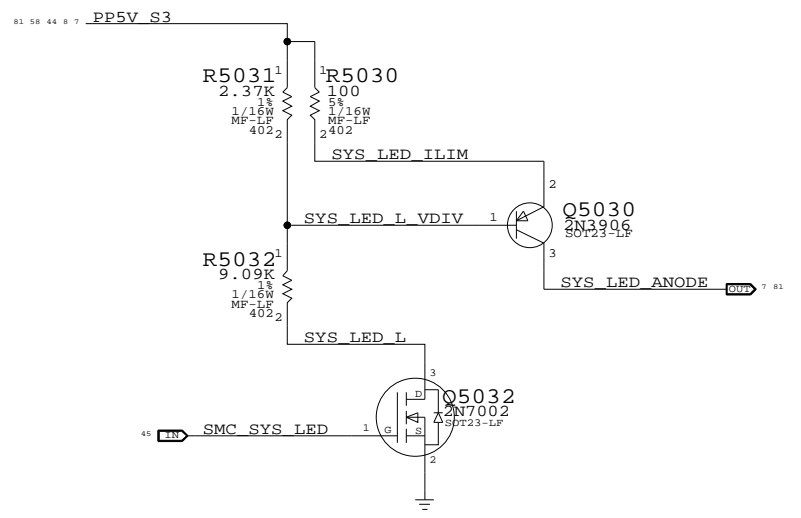 81 58 44 8 7 PP5V_S3
R5031
2.37K
1%
1/16W
MF-LF
402
1
2
R5030
100
5%
1/16W
MF-LF
402
1
2
SYS_LED_ILIM
2
SYS_LED_L_VDIV
1
Q5030
2N3906
SOT23-LF
3
R5032
9.09K
1%
1/16W
MF-LF
402
1
2
SYS_LED_ANODE
OUT 7 81
SYS_LED_L
3
D
Q5032
2N7002
SOT23-LF
45 IN SMC_SYS_LED 1 G S
2